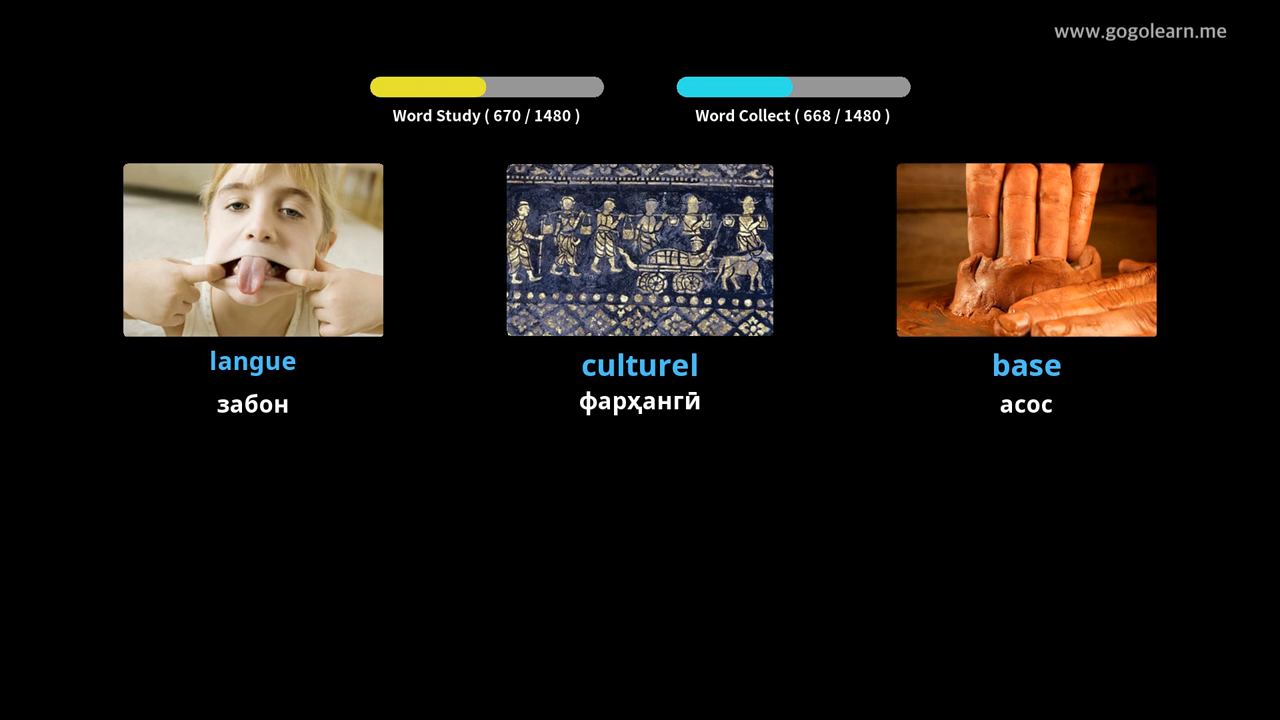 www.gogolearn.me
Word Study ( 670 / 1480 )
Word Collect ( 668 / 1480 )
langue
забон
culturel
фарҳангӣ
base
асос